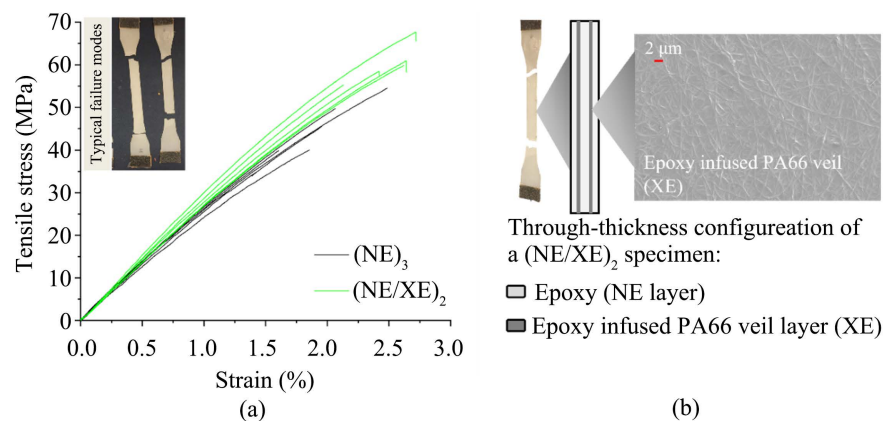 (a)
70
60
50
40
30
20
10
0
Tensile stress (MPa)
Typical failure modes
(NE)₃
(NE/XE)₂
0.0 0.5 1.0 1.5 2.0 2.5 3.0
Strain (%)
(a)
(b)
2 μm
Epoxy infused PA66 veil
(XE)
Through-thickness configureation of
a (NE/XE)₂ specimen:
Epoxy (NE layer)
Epoxy infused PA66 veil layer (XE)
(b)